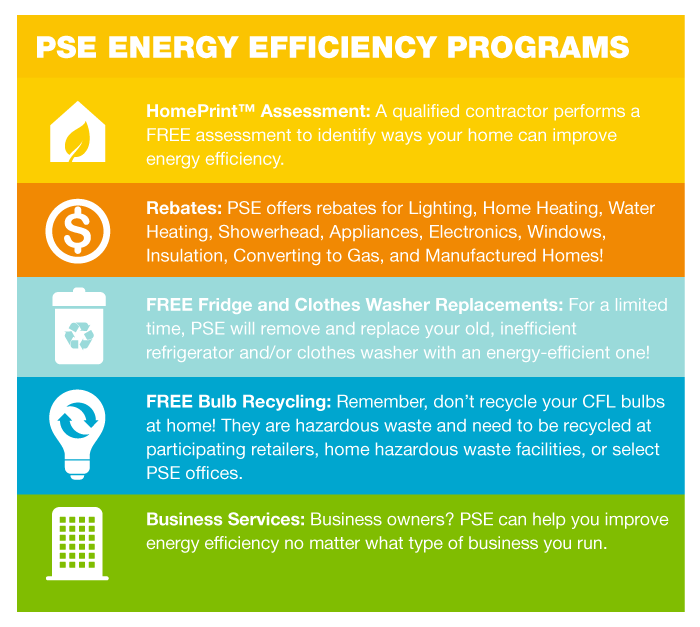 PSE ENERGY EFFICIENCY PROGRAMS
HomePrint™ Assessment: A qualified contractor performs a
FREE assessment to identify ways your home can improve
energy efficiency.
Rebates: PSE offers rebates for Lighting, Home Heating, Water
Heating, Showerhead, Appliances, Electronics, Windows,
Insulation, Converting to Gas, and Manufactured Homes!
FREE Fridge and Clothes Washer Replacements: For a limited
time, PSE will remove and replace your old, inefficient
refrigerator and/or clothes washer with an energy-efficient one!
FREE Bulb Recycling: Remember, don’t recycle your CFL bulbs
at home! They are hazardous waste and need to be recycled at
participating retailers, home hazardous waste facilities, or select
PSE offices.
Business Services: Business owners? PSE can help you improve
energy efficiency no matter what type of business you run.